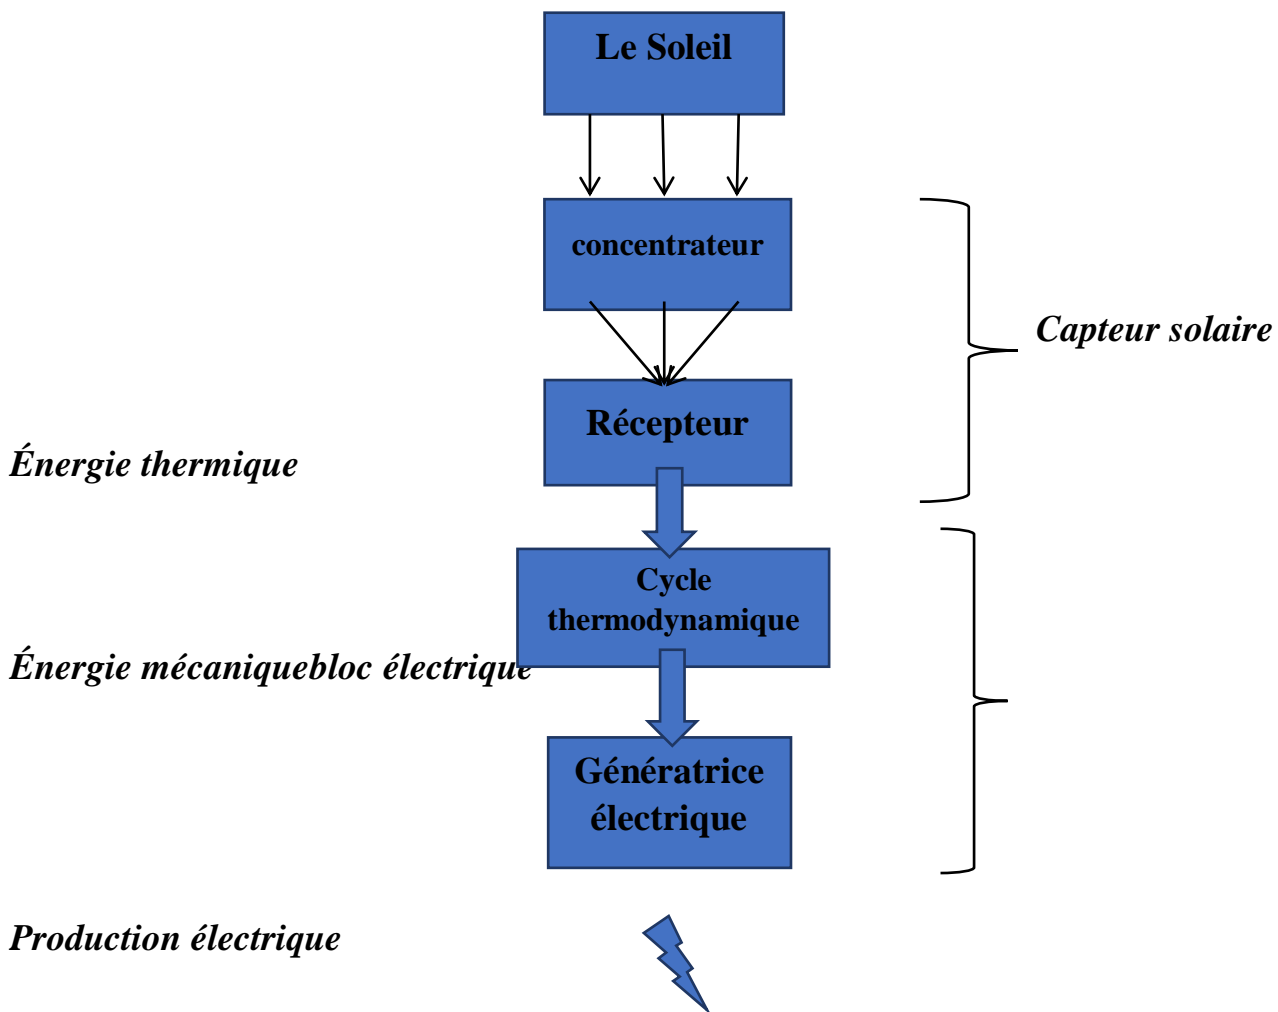 Le Soleil
concentrateur
Capteur solaire
Récepteur
Énergie thermique
Cycle
thermodynamique
Énergie mécaniquebloc électrique
Génératrice
électrique
Production électrique